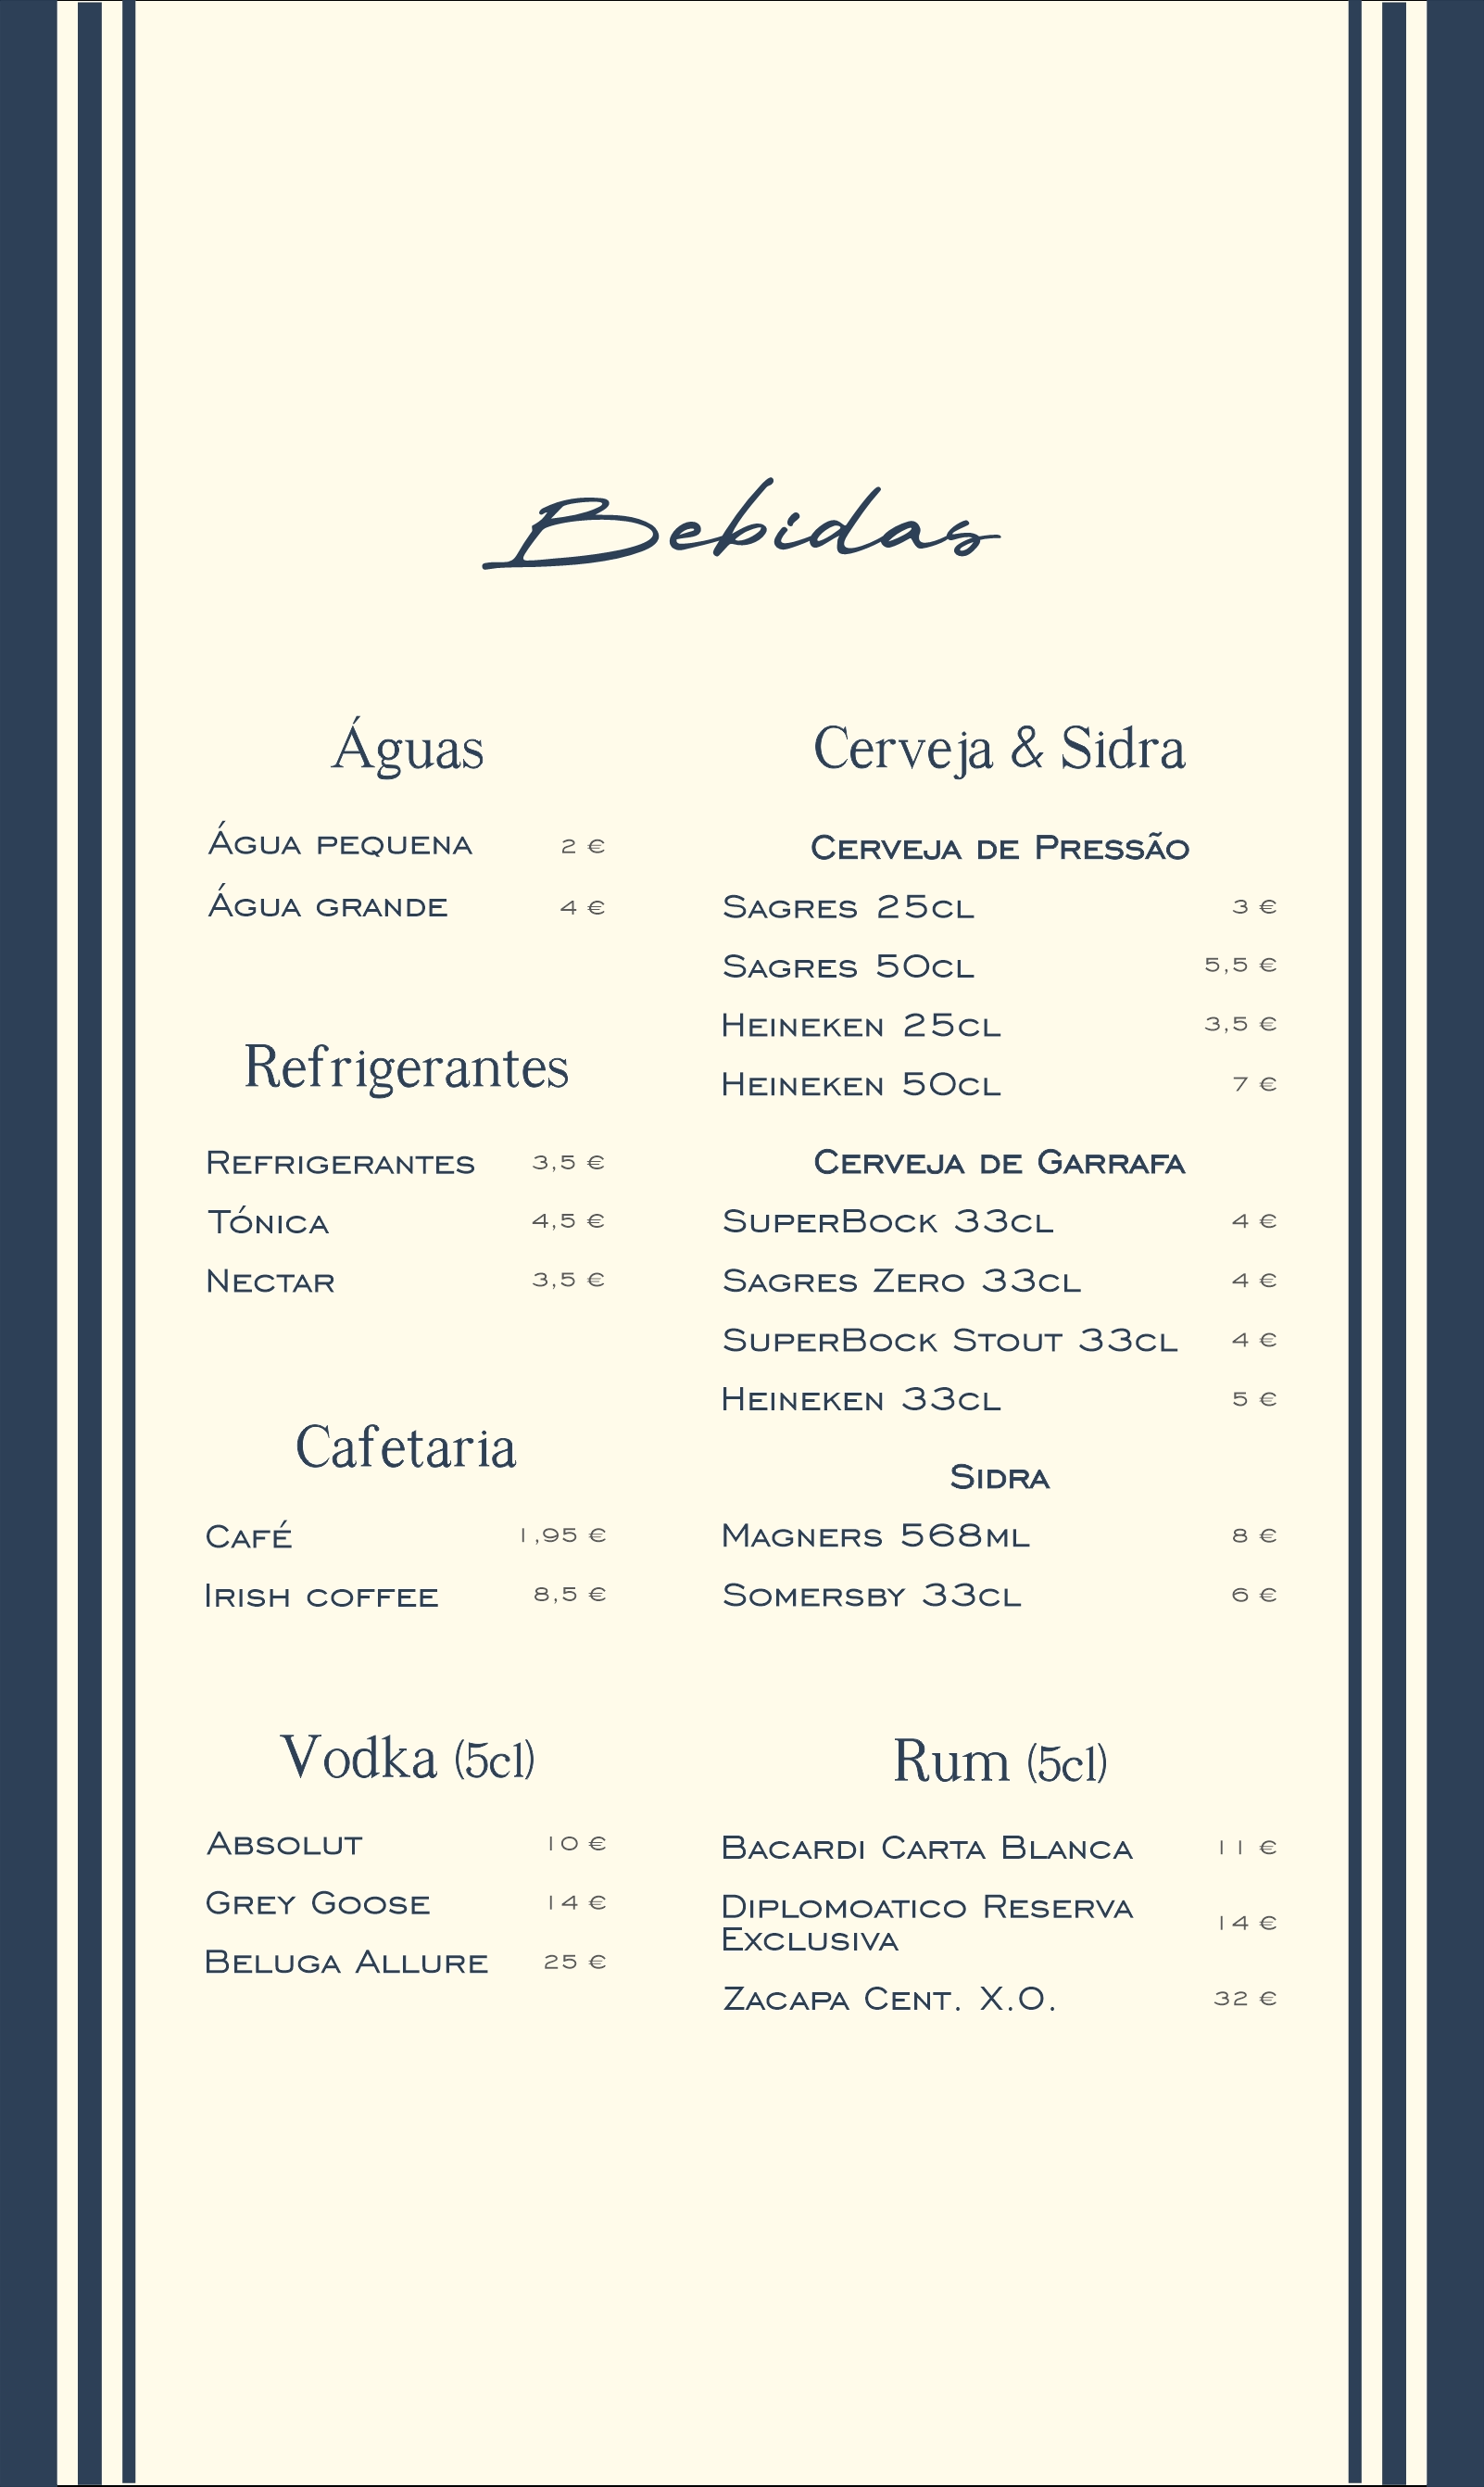 Bebidas
Águas
Água pequena 2 €
Água grande 4 €
Refrigerantes
Refrigerantes 3,5 €
Tónica 4,5 €
Nectar 3,5 €
Cafetaria
Café 1,95 €
Irish coffee 8,5 €
Cerveja & Sidra
Cerveja de Pressão
Sagres 25cl 3 €
Sagres 50cl 5,5 €
Heineken 25cl 3,5 €
Heineken 50cl 7 €
Cerveja de Garrafa
SuperBock 33cl 4 €
Sagres Zero 33cl 4 €
SuperBock Stout 33cl 4 €
Heineken 33cl 5 €
Sidra
Magners 568ml 8 €
Somersby 33cl 6 €
Vodka (5cl)
Absolut 10 €
Grey Goose 14 €
Beluga Allure 25 €
Rum (5cl)
Bacardi Carta Blanca 11 €
Diplomoatico Reserva
Exclusiva 14 €
Zacapa Cent. X.O. 32 €